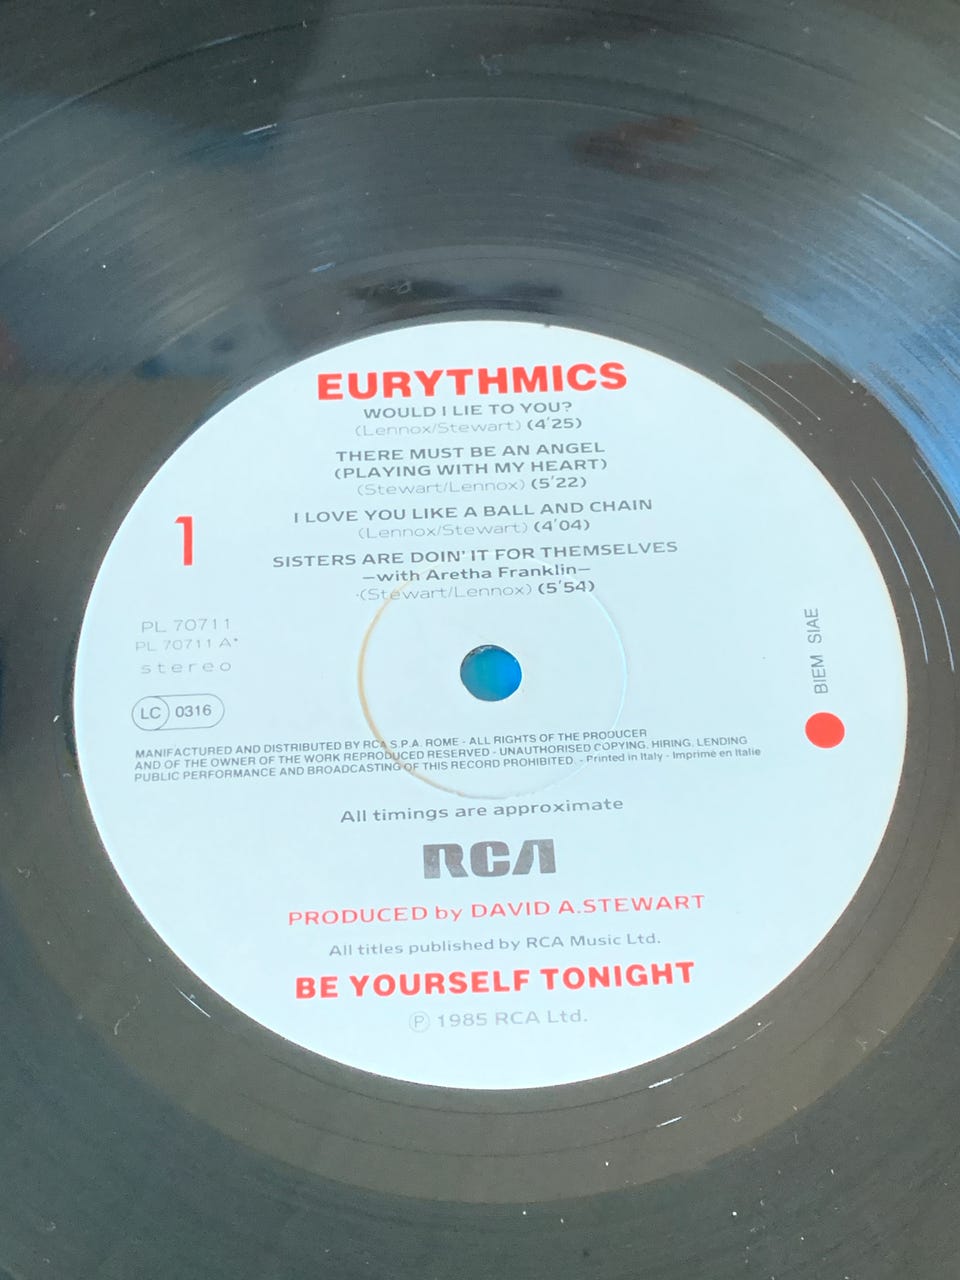 EURYTHMICS
WOULD I LIE TO YOU?
(Lennox/Stewart) (4'25)
THERE MUST BE AN ANGEL
(PLAYING WITH MY HEART)
(Stewart/Lennox) (5'22)
I LOVE YOU LIKE A BALL AND CHAIN
(Lennox/Stewart) (4'04)
SISTERS ARE DOIN' IT FOR THEMSELVES
—with Aretha Franklin—
(Stewart/Lennox) (5'54)
1
PL 70711
PL 70711 A*
stereo
LC 0316
BIEM SIAE
MANIFACTURED AND DISTRIBUTED BY RCA S.P.A. ROME - ALL RIGHTS OF THE PRODUCER
AND OF THE OWNER OF THE WORK REPRODUCED RESERVED - UNAUTHORISED COPYING, HIRING, LENDING
PUBLIC PERFORMANCE AND BROADCASTING OF THIS RECORD PROHIBITED. - Printed in Italy - Imprimé en Italie
All timings are approximate
RCA
PRODUCED by DAVID A.STEWART
All titles published by RCA Music Ltd.
BE YOURSELF TONIGHT
℗ 1985 RCA Ltd.